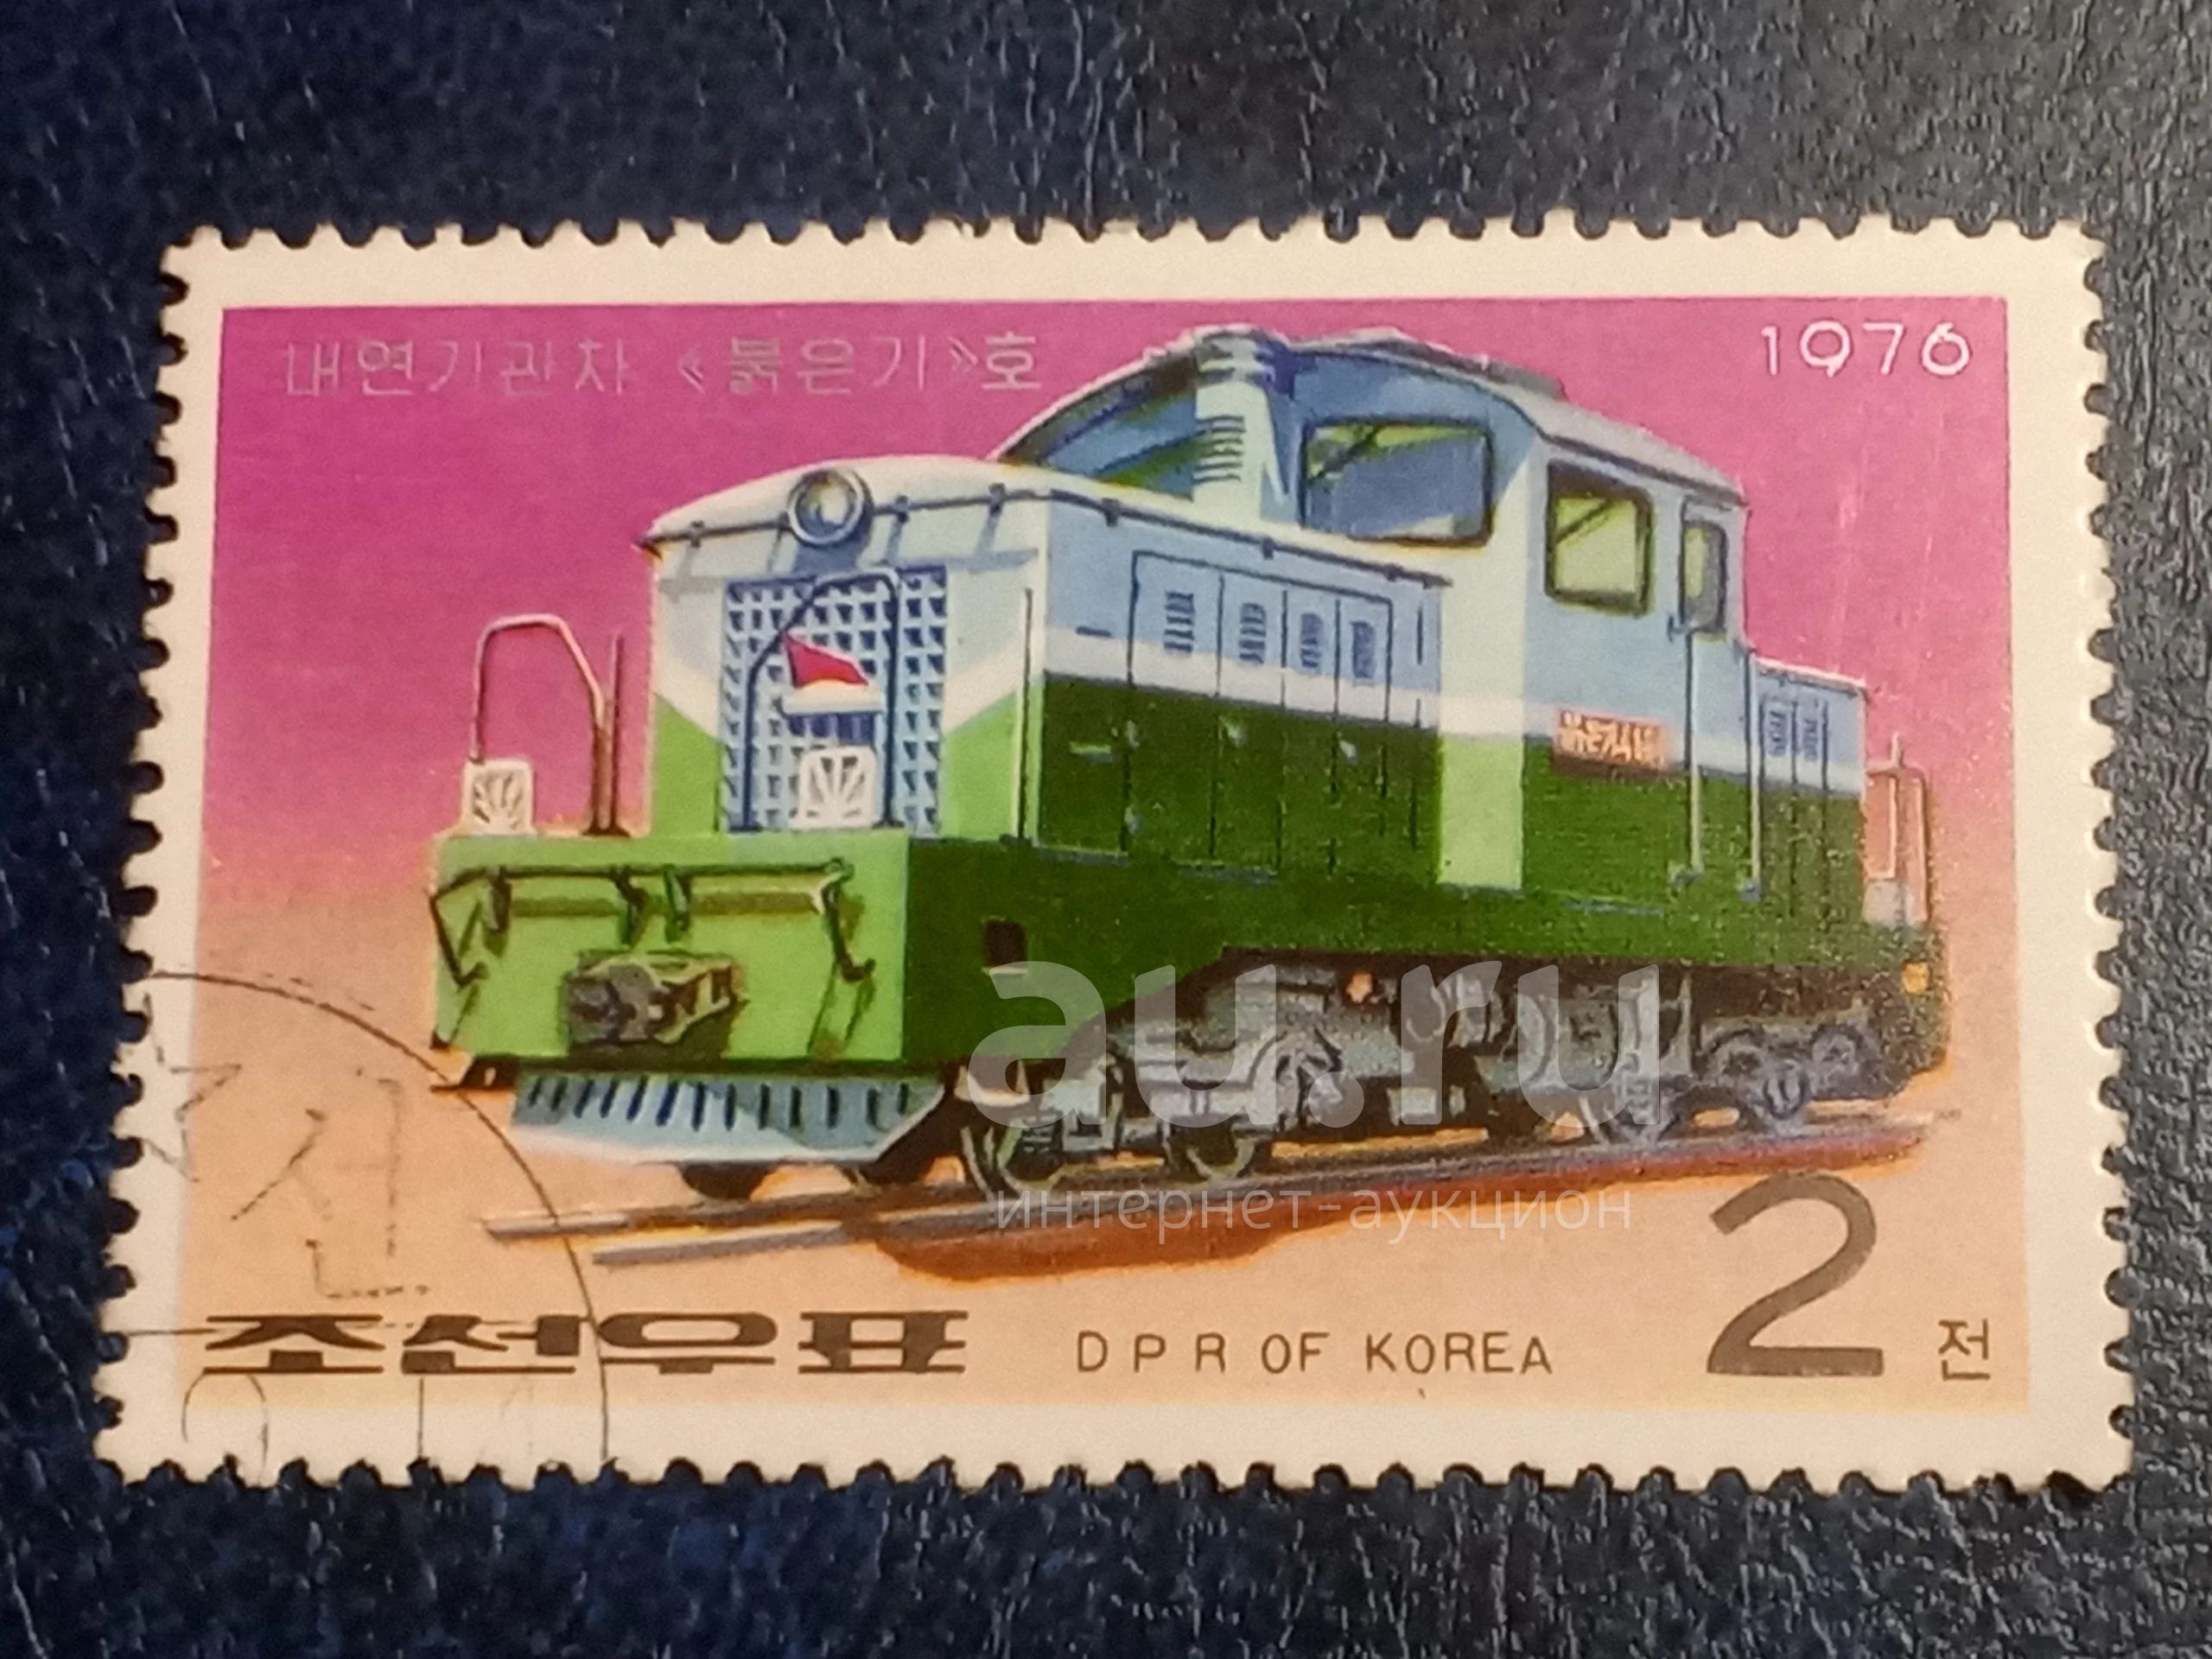 내연기관차 《붉은기》호
1976
au.ru
интернет-аукцион
조선우표 DPR OF KOREA 2전